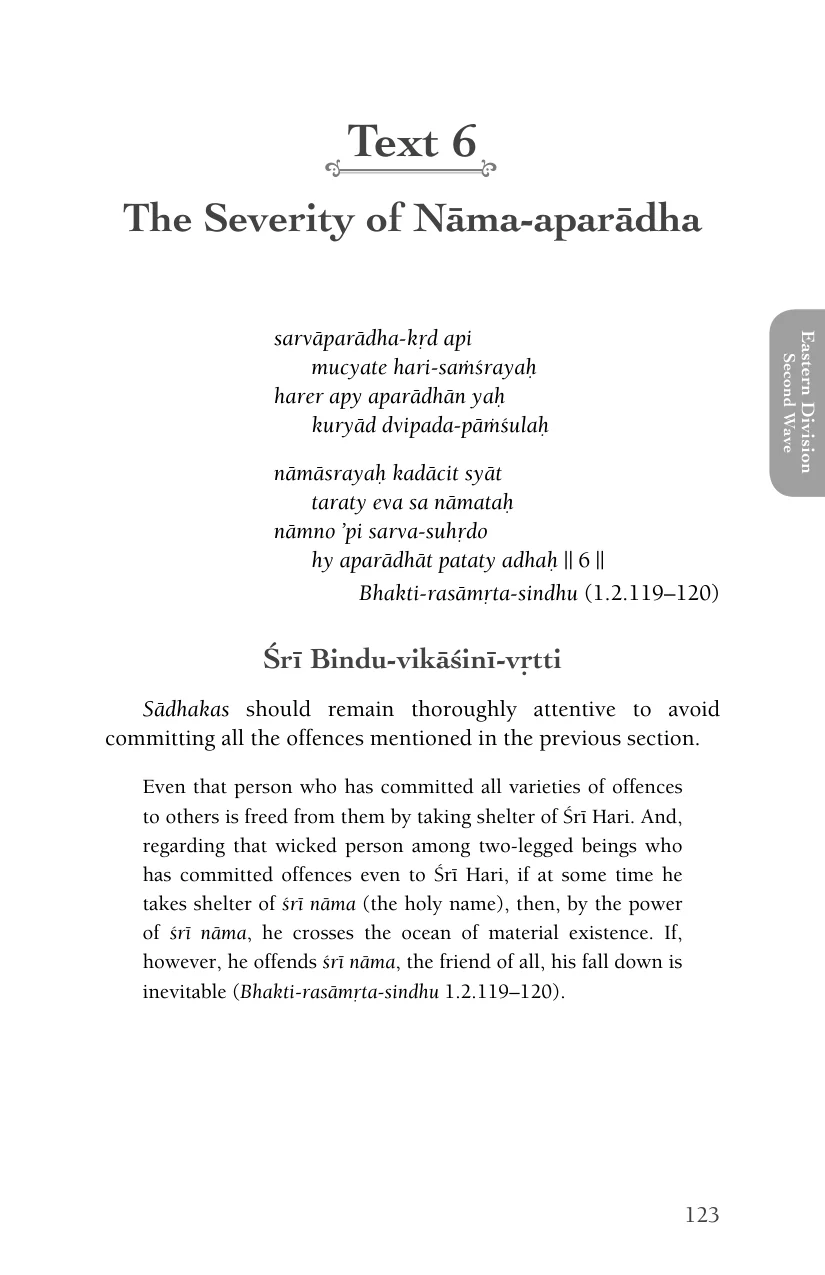 Text 6
The Severity of Nāma-aparādha
Eastern Division
Second Wave
sarvāparādha-kṛd api
mucyate hari-saṁśrayaḥ
harer apy aparādhān yaḥ
kuryād dvipada-pāṁśulaḥ
nāmāsrayaḥ kadācit syāt
taraty eva sa nāmataḥ
nāmno ’pi sarva-suhṛdo
hy aparādhāt pataty adhaḥ || 6 ||
Bhakti-rasāmṛta-sindhu (1.2.119–120)
Śrī Bindu-vikāśinī-vṛtti
Sādhakas should remain thoroughly attentive to avoid
committing all the offences mentioned in the previous section.
Even that person who has committed all varieties of offences
to others is freed from them by taking shelter of Śrī Hari. And,
regarding that wicked person among two-legged beings who
has committed offences even to Śrī Hari, if at some time he
takes shelter of śrī nāma (the holy name), then, by the power
of śrī nāma, he crosses the ocean of material existence. If,
however, he offends śrī nāma, the friend of all, his fall down is
inevitable (Bhakti-rasāmṛta-sindhu 1.2.119–120).
123